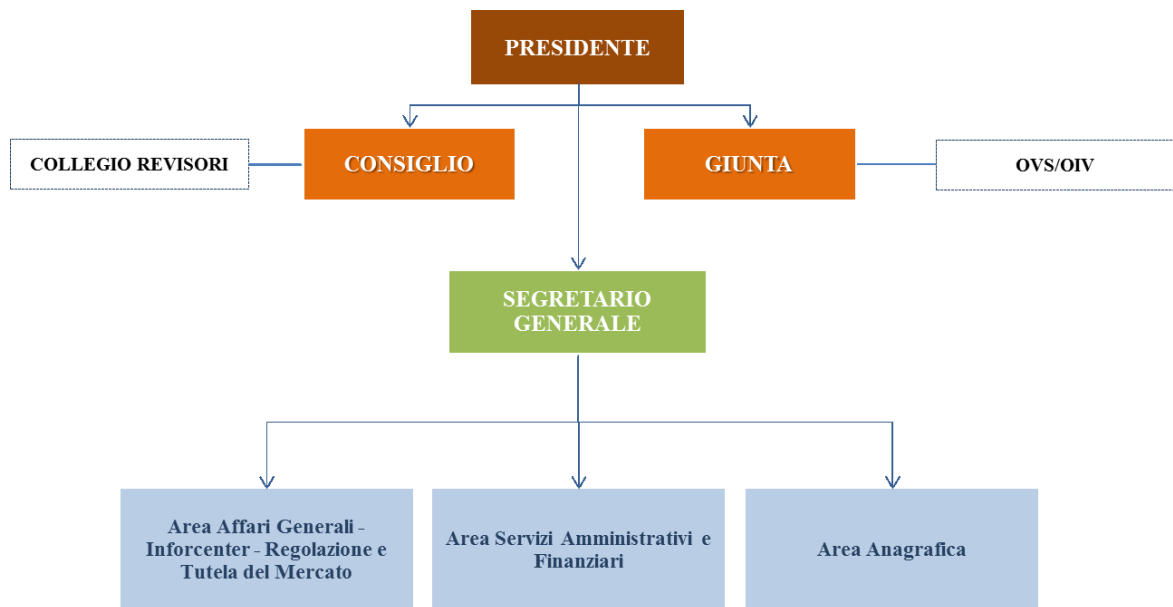 PRESIDENTE
COLLEGIO REVISORI
CONSIGLIO
GIUNTA
OVS/OIV
SEGRETARIO
GENERALE
Area Affari Generali -
Inforcenter - Regolazione e
Tutela del Mercato
Area Servizi Amministrativi e
Finanziari
Area Anagrafica